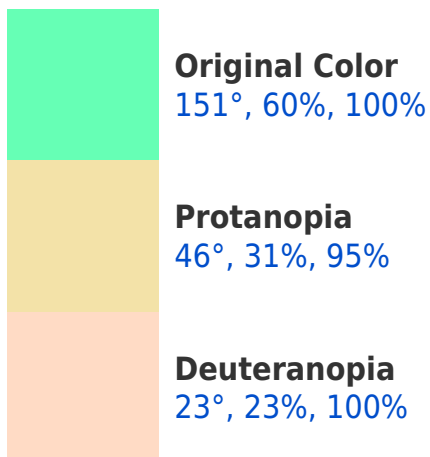 Original Color
151°, 60%, 100%
Protanopia
46°, 31%, 95%
Deuteranopia
23°, 23%, 100%